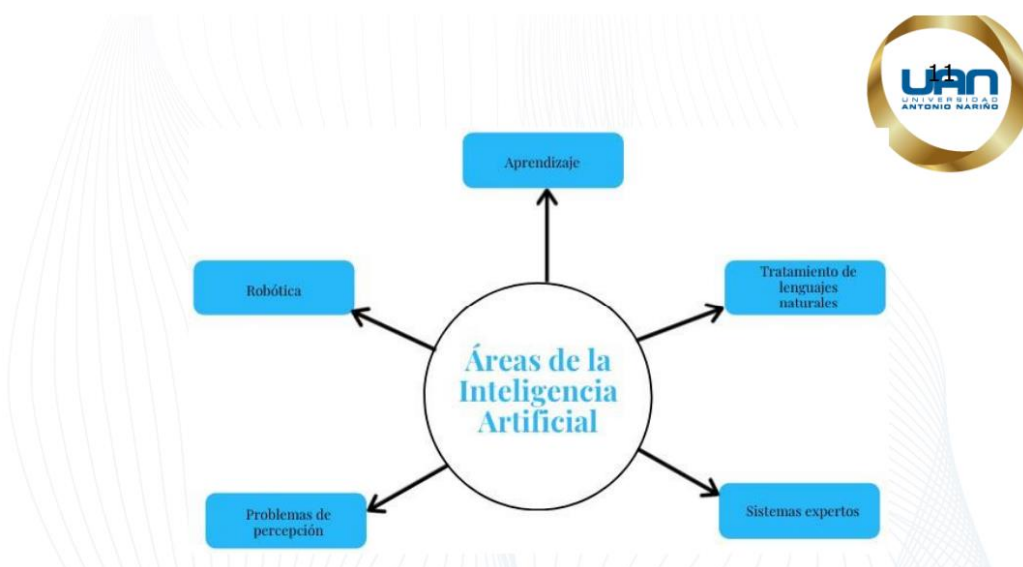 11
UAN
UNIVERSIDAD
ANTONIO NARIÑO
Aprendizaje
Robótica
Tratamiento de
lenguajes
naturales
Áreas de la
Inteligencia
Artificial
Problemas de
percepción
Sistemas expertos